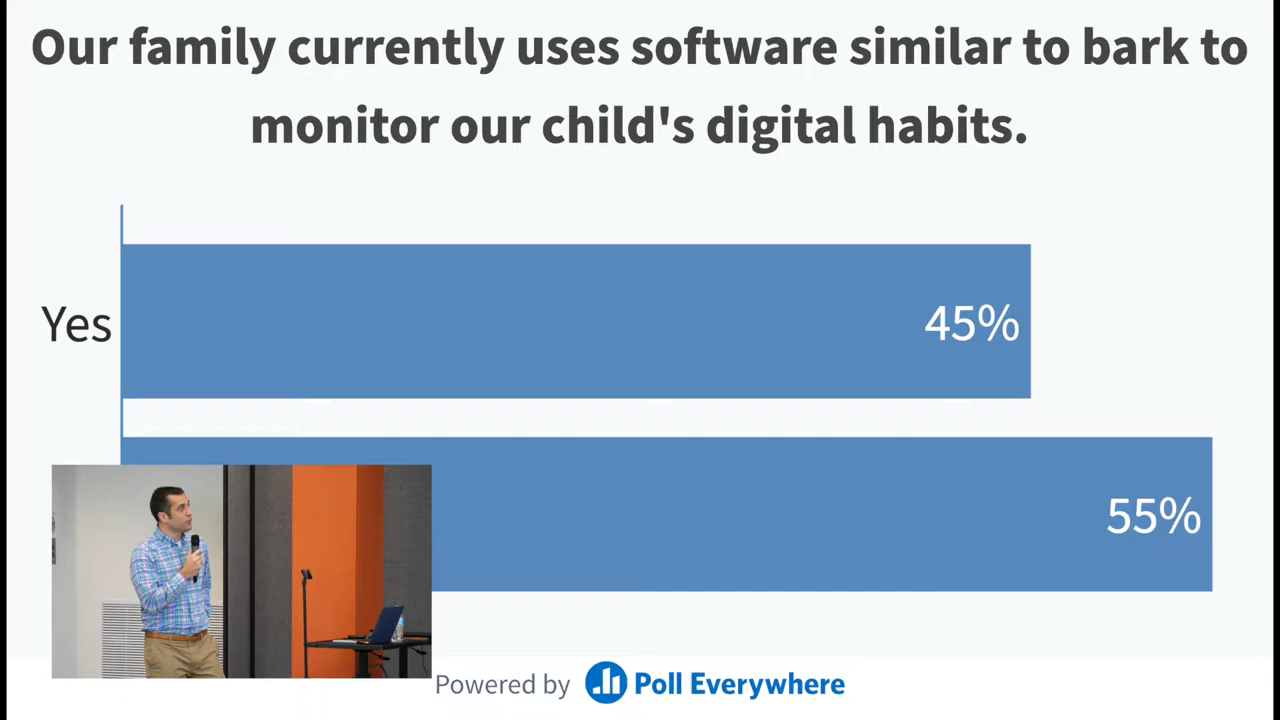 Our family currently uses software similar to bark to
monitor our child's digital habits.
Yes
45%
55%
Powered by Poll Everywhere